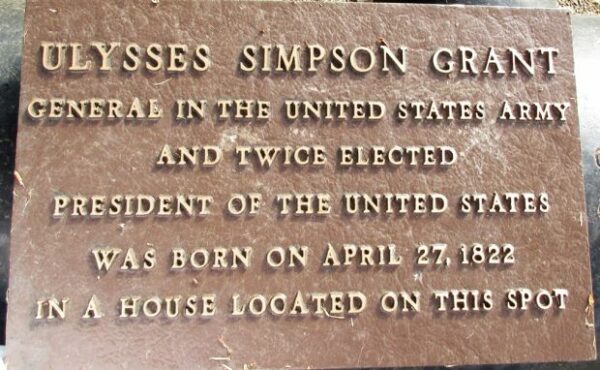 ULYSSES SIMPSON GRANT
GENERAL IN THE UNITED STATES ARMY
AND TWICE ELECTED
PRESIDENT OF THE UNITED STATES
WAS BORN ON APRIL 27, 1822
IN A HOUSE LOCATED ON THIS SPOT